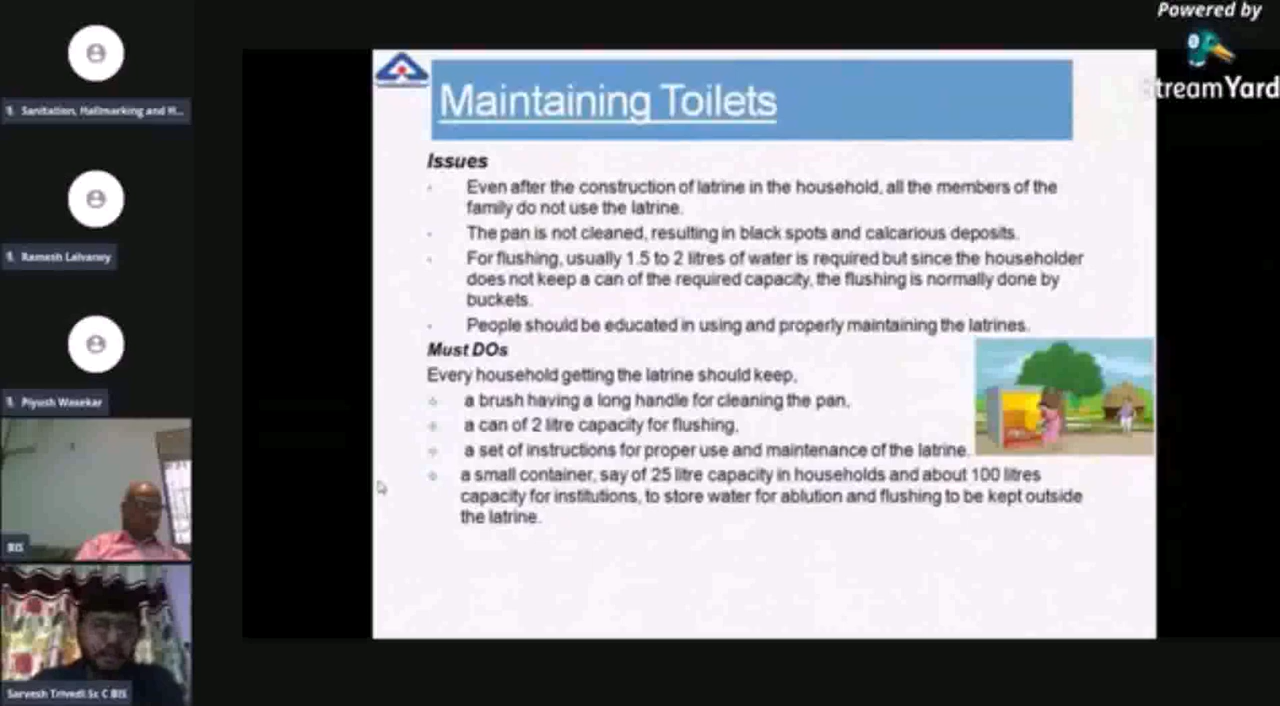 Powered by
StreamYard
Sanitation, Hallmarking and H...
Ramesh Lalvaney
Piyush Wasekar
BIS
Sarvesh Trivedi Sc C BIS
Maintaining Toilets
Issues
Even after the construction of latrine in the household, all the members of the
family do not use the latrine.
The pan is not cleaned, resulting in black spots and calcarious deposits.
For flushing, usually 1.5 to 2 litres of water is required but since the householder
does not keep a can of the required capacity, the flushing is normally done by
buckets.
People should be educated in using and properly maintaining the latrines.
Must DOs
Every household getting the latrine should keep,
a brush having a long handle for cleaning the pan,
a can of 2 litre capacity for flushing,
a set of instructions for proper use and maintenance of the latrine.
a small container, say of 25 litre capacity in households and about 100 litres
capacity for institutions, to store water for ablution and flushing to be kept outside
the latrine.